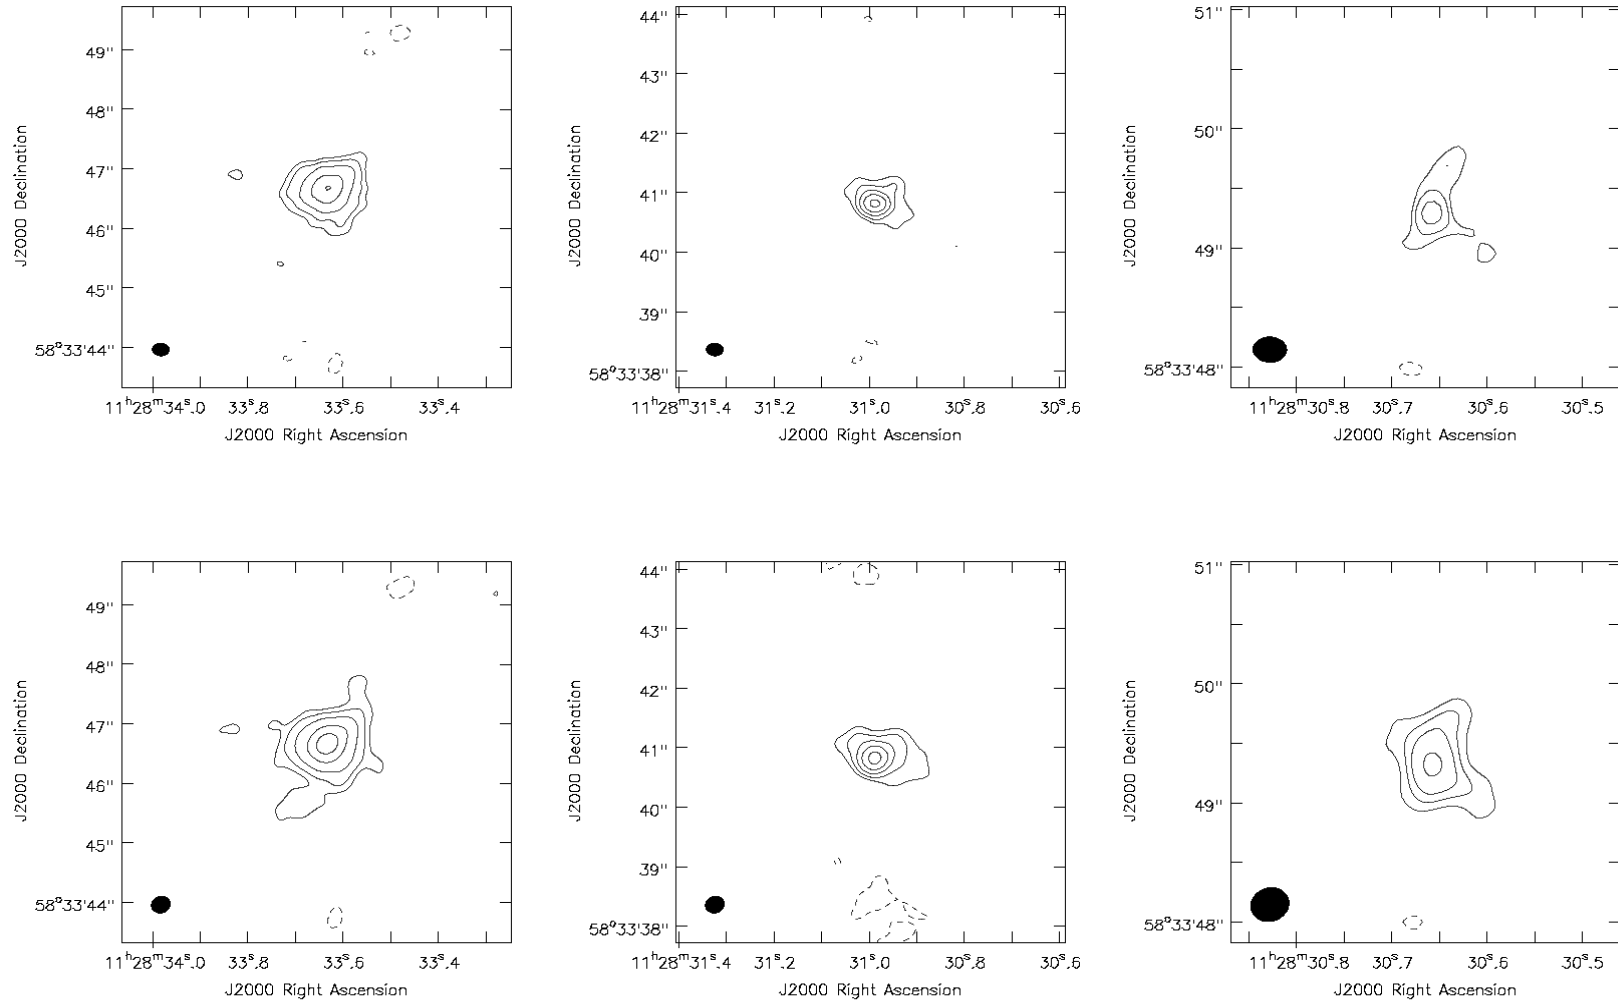 49''
48''
47''
46''
45''
58°33'44''
J2000 Declination
11ʰ28ᵐ34ˢ.0 33ˢ.8 33ˢ.6 33ˢ.4
J2000 Right Ascension
44''
43''
42''
41''
40''
39''
58°33'38''
J2000 Declination
11ʰ28ᵐ31ˢ.4 31ˢ.2 31ˢ.0 30ˢ.8 30ˢ.6
J2000 Right Ascension
51''
50''
49''
58°33'48''
J2000 Declination
11ʰ28ᵐ30ˢ.8 30ˢ.7 30ˢ.6 30ˢ.5
J2000 Right Ascension
49''
48''
47''
46''
45''
58°33'44''
J2000 Declination
11ʰ28ᵐ34ˢ.0 33ˢ.8 33ˢ.6 33ˢ.4
J2000 Right Ascension
44''
43''
42''
41''
40''
39''
58°33'38''
J2000 Declination
11ʰ28ᵐ31ˢ.4 31ˢ.2 31ˢ.0 30ˢ.8 30ˢ.6
J2000 Right Ascension
51''
50''
49''
58°33'48''
J2000 Declination
11ʰ28ᵐ30ˢ.8 30ˢ.7 30ˢ.6 30ˢ.5
J2000 Right Ascension